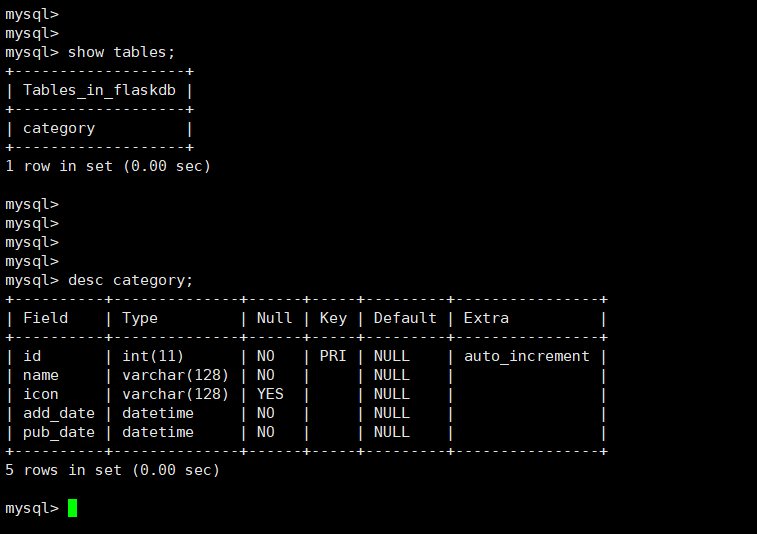 mysql>
mysql>
mysql> show tables;
+-------------------+
| Tables_in_flaskdb |
+-------------------+
| category          |
+-------------------+
1 row in set (0.00 sec)
mysql>
mysql>
mysql>
mysql>
mysql> desc category;
+----------+--------------+------+-----+---------+----------------+
| Field    | Type         | Null | Key | Default | Extra          |
+----------+--------------+------+-----+---------+----------------+
| id       | int(11)      | NO   | PRI | NULL    | auto_increment |
| name     | varchar(128) | NO   |     | NULL    |                |
| icon     | varchar(128) | YES  |     | NULL    |                |
| add_date | datetime     | NO   |     | NULL    |                |
| pub_date | datetime     | NO   |     | NULL    |                |
+----------+--------------+------+-----+---------+----------------+
5 rows in set (0.00 sec)
mysql>